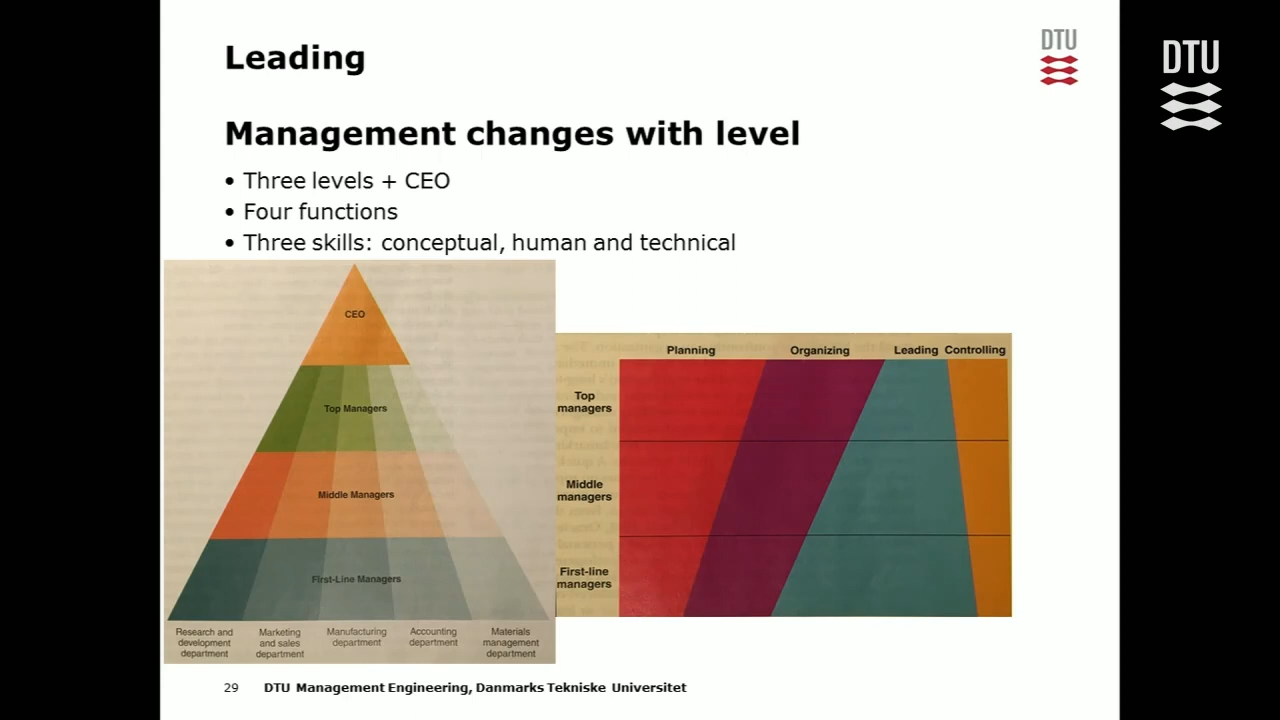 Leading
DTU
DTU
Management changes with level
• Three levels + CEO
• Four functions
• Three skills: conceptual, human and technical
CEO
Top Managers
Middle Managers
First-Line Managers
Research and
development
department
Marketing
and sales
department
Manufacturing
department
Accounting
department
Materials
management
department
Planning
Organizing
Leading
Controlling
Top
managers
Middle
managers
First-line
managers
29 DTU Management Engineering, Danmarks Tekniske Universitet